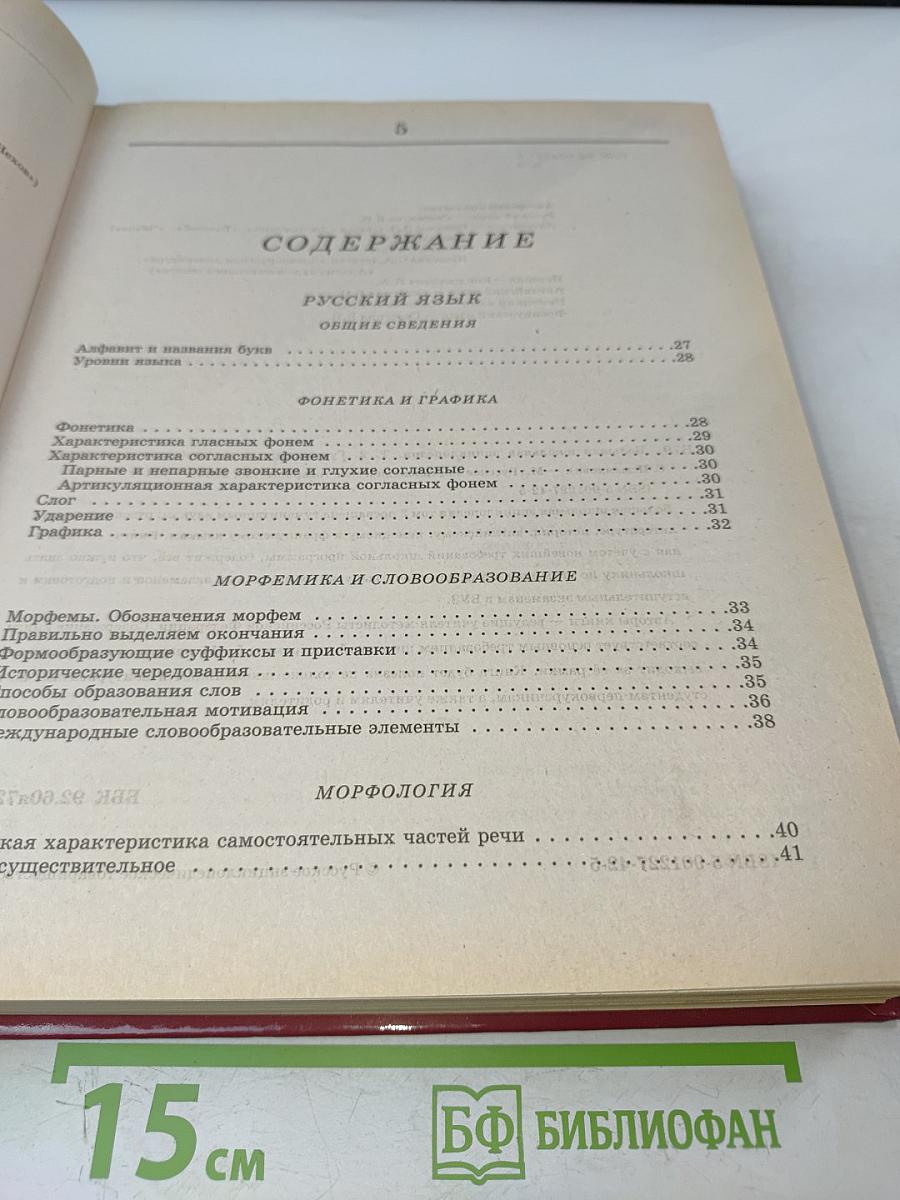 Чехов»)
5
СОДЕРЖАНИЕ
РУССКИЙ ЯЗЫК
ОБЩИЕ СВЕДЕНИЯ
Алфавит и названия букв . . . . . . . . . . . . . . . . . . . . .27
Уровни языка . . . . . . . . . . . . . . . . . . . . .28
ФОНЕТИКА И ГРАФИКА
Фонетика . . . . . . . . . . . . . . . . . . . . .28
Характеристика гласных фонем . . . . . . . . . . . . . . . . . . . . .29
Характеристика согласных фонем . . . . . . . . . . . . . . . . . . . . .30
Парные и непарные звонкие и глухие согласные . . . . . . . . . . . . . . .30
Артикуляционная характеристика согласных фонем . . . . . . . . . . . . .30
Слог . . . . . . . . . . . . . . . . . . . . .31
Ударение . . . . . . . . . . . . . . . . . . . . .31
Графика . . . . . . . . . . . . . . . . . . . . .32
МОРФЕМИКА И СЛОВООБРАЗОВАНИЕ
Морфемы. Обозначения морфем . . . . . . . . . . . . . . . . . . . . .33
Правильно выделяем окончания . . . . . . . . . . . . . . . . . . . . .34
Формообразующие суффиксы и приставки . . . . . . . . . . . . . . . . . .34
Исторические чередования . . . . . . . . . . . . . . . . . . . . .35
пособы образования слов . . . . . . . . . . . . . . . . . . . . .35
ловообразовательная мотивация . . . . . . . . . . . . . . . . . . . . .36
еждународные словообразовательные элементы . . . . . . . . . . . . . . .38
МОРФОЛОГИЯ
кая характеристика самостоятельных частей речи . . . . . . . . . . . . .40
существительное . . . . . . . . . . . . . . . . . . . . .41
15 см
БФ БИБЛИОФАН